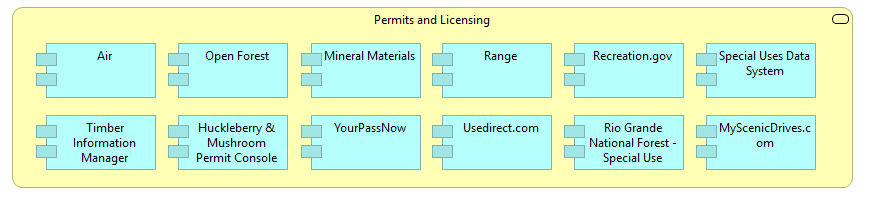 Permits and Licensing
Air
Open Forest
Mineral Materials
Range
Recreation.gov
Special Uses Data
System
Timber
Information
Manager
Huckleberry &
Mushroom
Permit Console
YourPassNow
Usedirect.com
Rio Grande
National Forest -
Special Use
MyScenicDrives.c
om